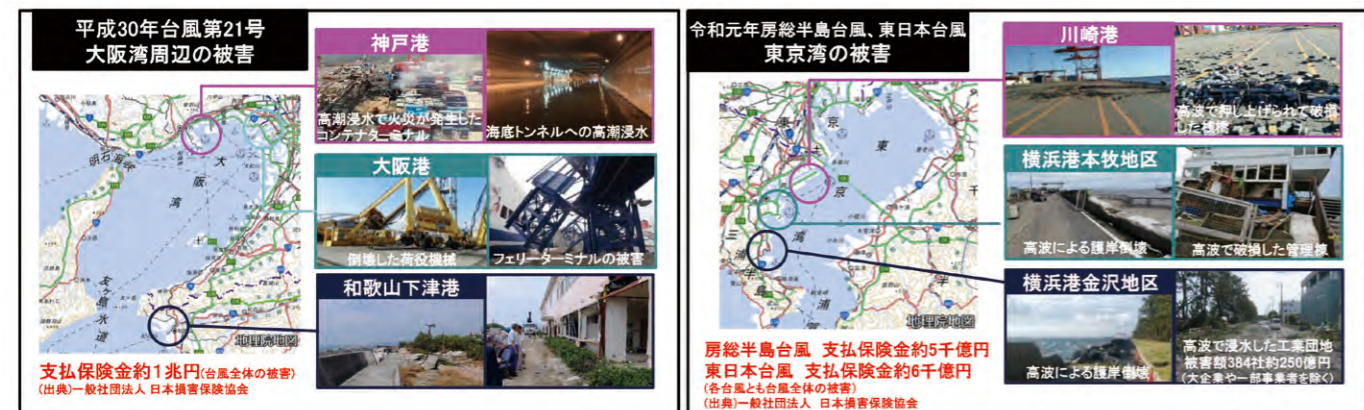 平成30年台風第21号
大阪湾周辺の被害
神戸港
高潮浸水で火災が発生した
コンテナターミナル
海底トンネルへの高潮浸水
大阪港
倒壊した荷役機械
フェリーターミナルの被害
和歌山下津港
明石海峡
大阪湾
友ヶ島水道
地理院地図
支払保険金約1兆円(台風全体の被害)
(出典)一般社団法人 日本損害保険協会
令和元年房総半島台風、東日本台風
東京湾の被害
川崎港
高波で押し上げられて破損
した桟橋
横浜港本牧地区
高波による護岸倒壊
高波で破損した管理棟
横浜港金沢地区
高波による護岸倒壊
高波で浸水した工業団地
被害額384社約250億円
(大企業や一部事業者を除く)
東京湾
三浦半島
地理院地図
房総半島台風 支払保険金約5千億円
東日本台風 支払保険金約6千億円
(各台風とも台風全体の被害)
(出典)一般社団法人 日本損害保険協会